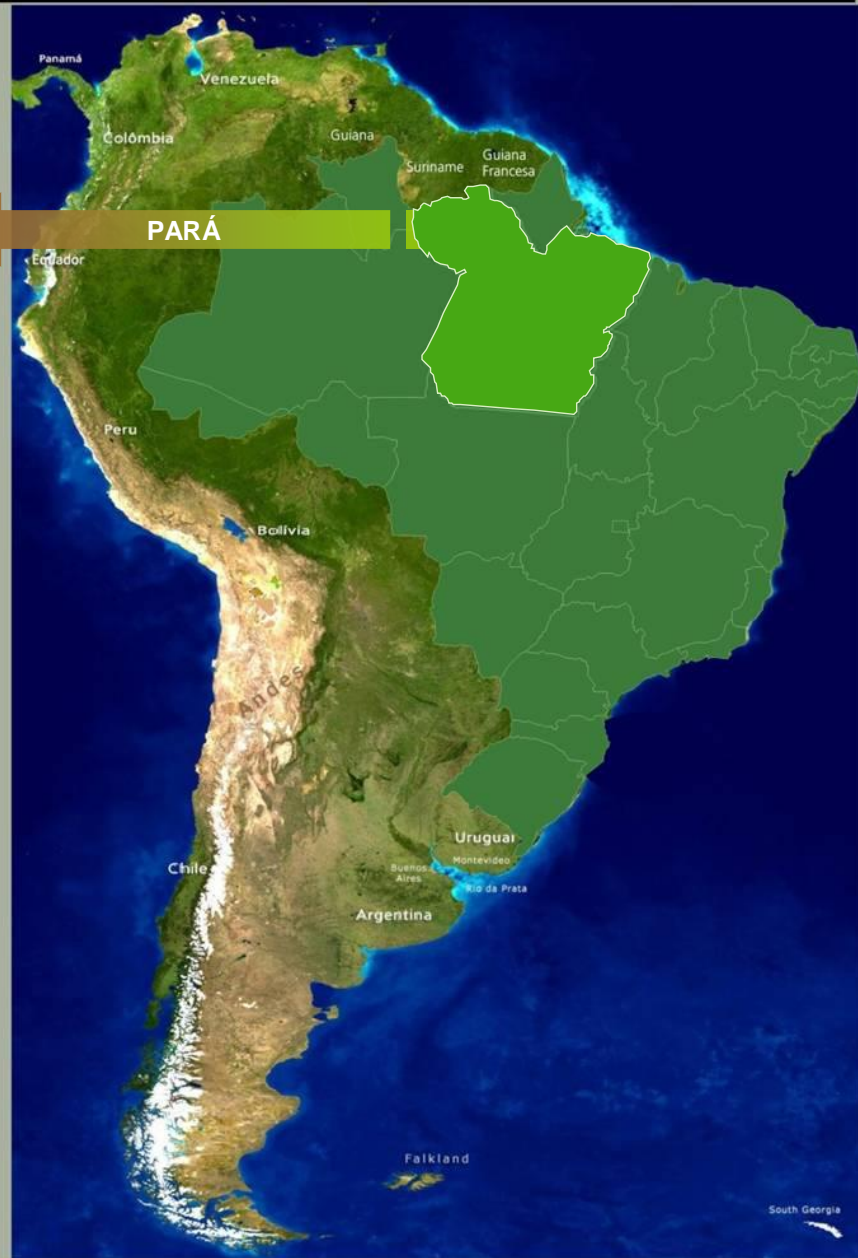 Panamá
Venezuela
Colômbia
Guiana
Suriname
Guiana
Francesa
PARÁ
Equador
Peru
Bolívia
Andes
Uruguai
Montevideo
Buenos
Aires
Rio da Prata
Chile
Argentina
Falkland
South Georgia